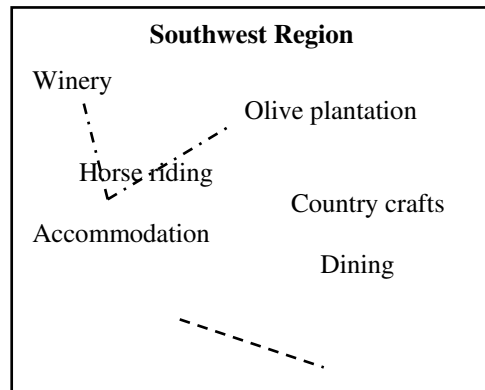 Southwest Region
Winery
Olive plantation
Horse riding
Country crafts
Accommodation
Dining